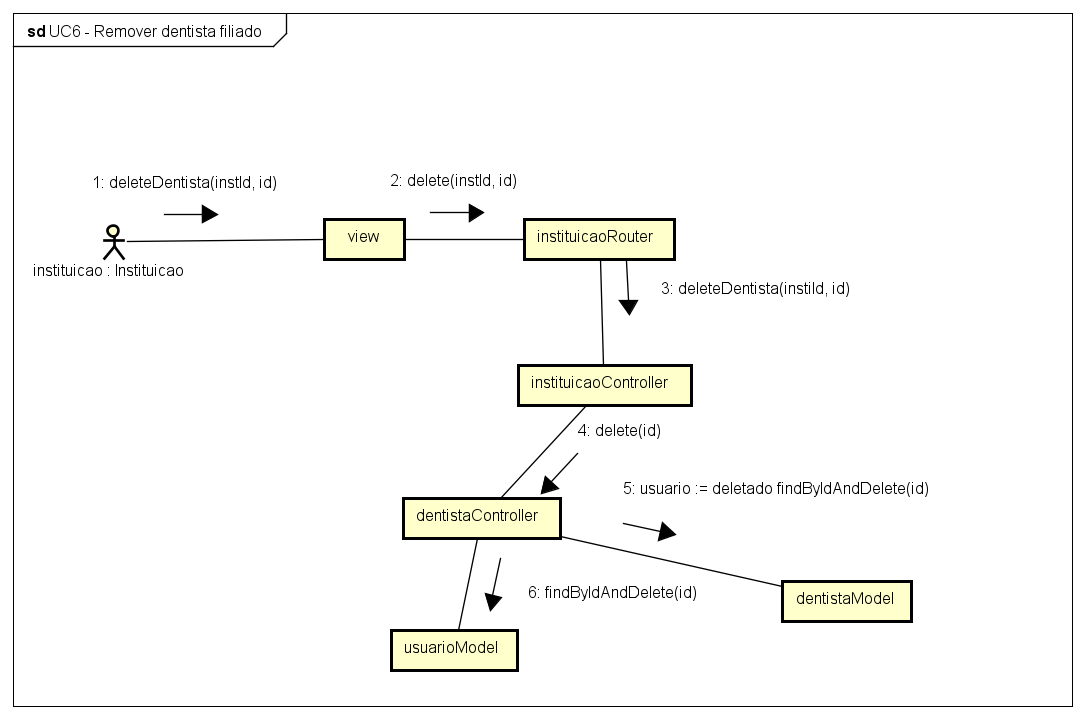 sd UC6 - Remover dentista filiado
1: deleteDentista(instId, id)
2: delete(instId, id)
view
instituicaoRouter
instituicao : Instituicao
3: deleteDentista(instiId, id)
instituicaoController
4: delete(id)
5: usuario := deletado findByIdAndDelete(id)
dentistaController
6: findByIdAndDelete(id)
dentistaModel
usuarioModel